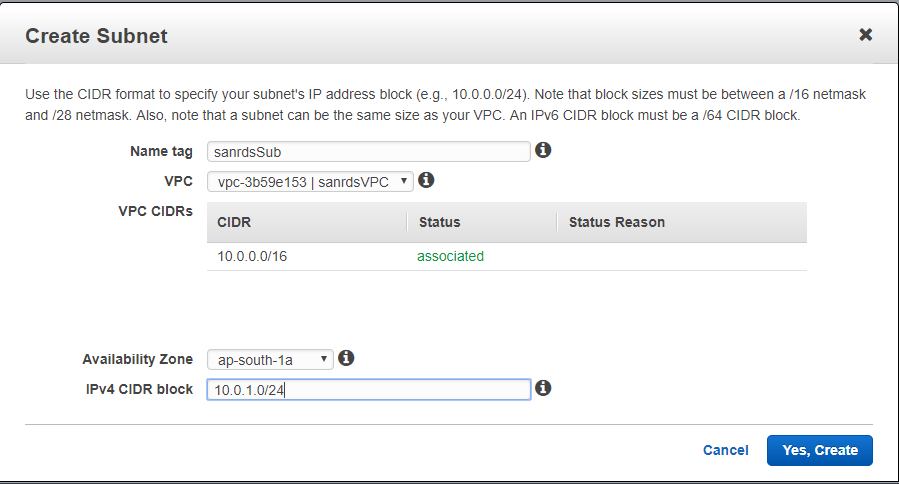 Create Subnet
Use the CIDR format to specify your subnet's IP address block (e.g., 10.0.0.0/24). Note that block sizes must be between a /16 netmask
and /28 netmask. Also, note that a subnet can be the same size as your VPC. An IPv6 CIDR block must be a /64 CIDR block.
Name tag sanrdsSub
VPC vpc-3b59e153 | sanrdsVPC
VPC CIDRs
CIDR Status Status Reason
10.0.0.0/16 associated
Availability Zone ap-south-1a
IPv4 CIDR block 10.0.1.0/24
Cancel Yes, Create